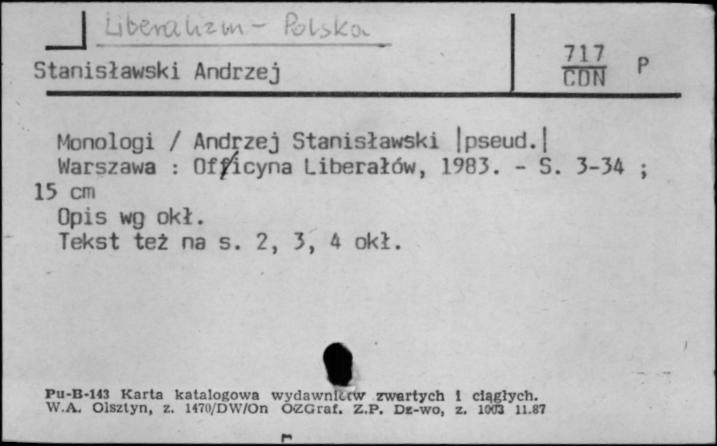 Liberalizm - Polska
Stanisławski Andrzej
717
CDN P
Monologi / Andrzej Stanisławski |pseud.|
Warszawa : Officyna Liberałów, 1983. - S. 3-34 ;
15 cm
Opis wg okł.
Tekst też na s. 2, 3, 4 okł.
Pu-B-143 Karta katalogowa wydawnictw zwartych i ciągłych.
W.A. Olsztyn, z. 1470/DW/On OZGraf. Z.P. Dz-wo, z. 1003 11.87